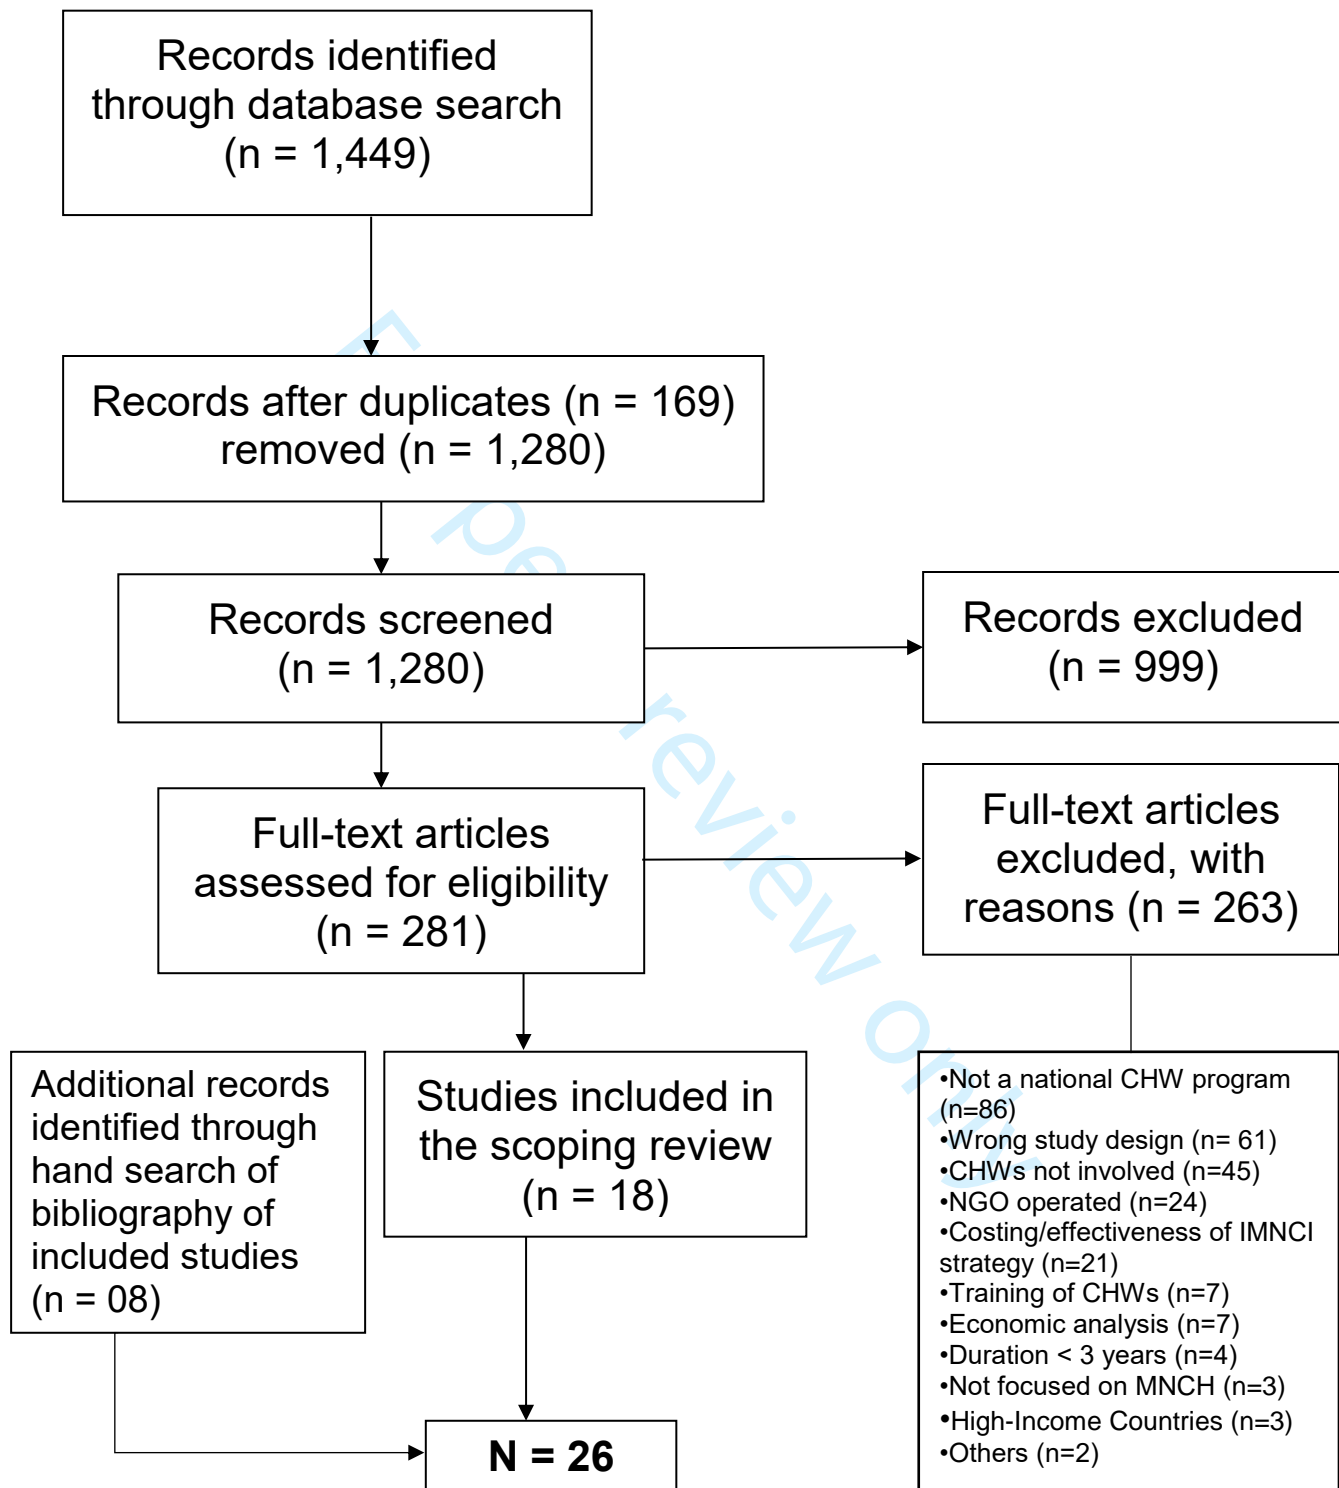 Records identified
through database search
(n = 1,449)
Records after duplicates (n = 169)
removed (n = 1,280)
Records screened
(n = 1,280)
Records excluded
(n = 999)
Full-text articles
assessed for eligibility
(n = 281)
Full-text articles
excluded, with
reasons (n = 263)
Additional records
identified through
hand search of
bibliography of
included studies
(n = 08)
Studies included in
the scoping review
(n = 18)
•Not a national CHW program
(n=86)
•Wrong study design (n= 61)
•CHWs not involved (n=45)
•NGO operated (n=24)
•Costing/effectiveness of IMNCI
strategy (n=21)
•Training of CHWs (n=7)
•Economic analysis (n=7)
•Duration < 3 years (n=4)
•Not focused on MNCH (n=3)
•High-Income Countries (n=3)
•Others (n=2)
N = 26
review only